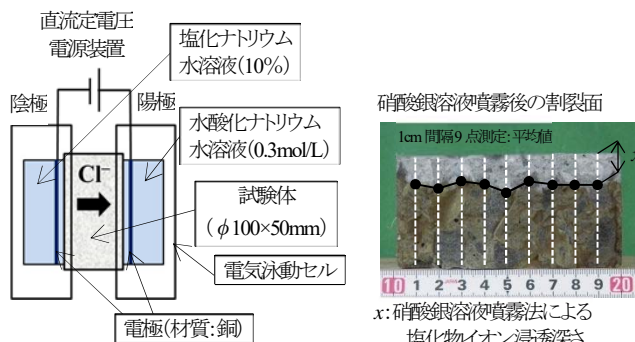 直流定電圧
電源装置
塩化ナトリウム
水溶液(10%)
陰極
陽極
水酸化ナトリウム
水溶液(0.3mol/L)
Cl⁻
試験体
(φ100×50mm)
電気泳動セル
電極(材質:銅)
硝酸銀溶液噴霧後の割裂面
1cm間隔9点測定:平均値
x
10 1 2 3 4 5 6 7 8 9 20
x:硝酸銀溶液噴霧法による
塩化物イオン浸透深さ